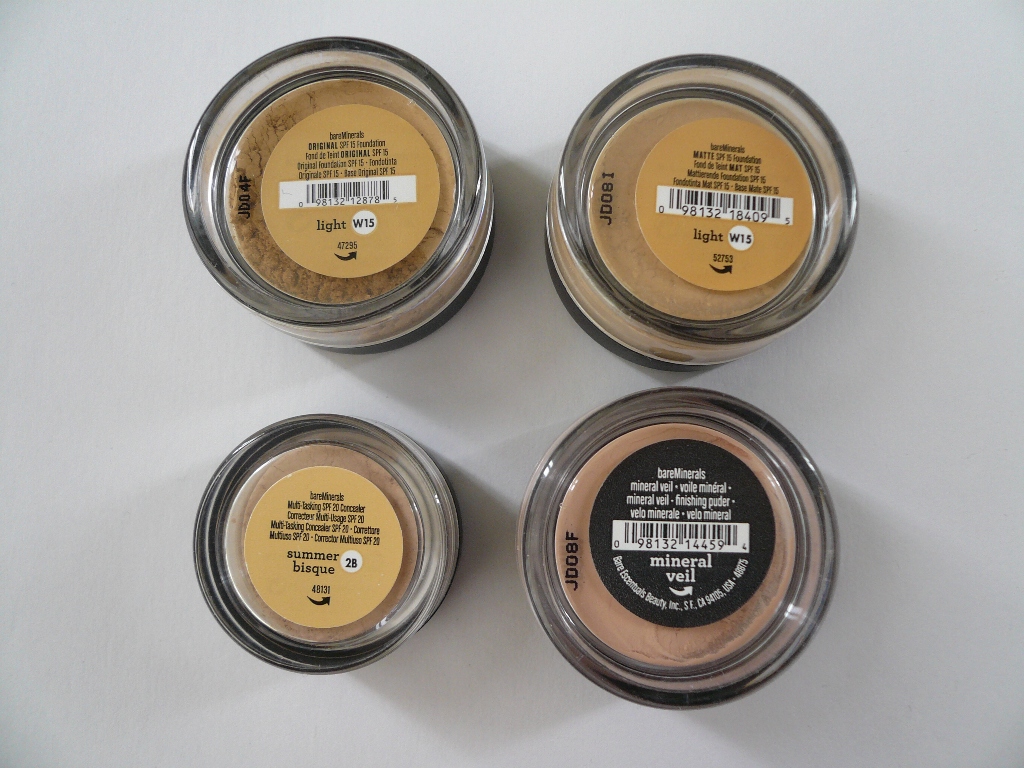 bareMinerals
ORIGINAL SPF 15 Foundation
Fond de Teint ORIGINAL SPF 15
Original Foundation SPF 15 - Fondotinta
Originale SPF 15 - Base Original SPF 15
0 98132 12878 5
light W15
47295
JD04F
bareMinerals
MATTE SPF 15 Foundation
Fond de Teint MAT SPF 15
Mattierende Foundation SPF 15
Fondotinta Mat SPF 15 - Base Mate SPF 15
0 98132 18409 5
light W15
52753
JD08I
bareMinerals
Multi-Tasking SPF 20 Concealer
Correcteur Multi-Usage SPF 20
Multi-Tasking Concealer SPF 20 - Correttore
Multiuso SPF 20 - Corrector Multiuso SPF 20
summer
bisque 2B
48131
bareMinerals
mineral veil - voile minéral -
mineral veil - finishing puder -
velo minerale - velo mineral
0 98132 14459 4
mineral
veil
Bare Escentuals Beauty, Inc., S.F., CA 94105, USA - 48075
JD08F